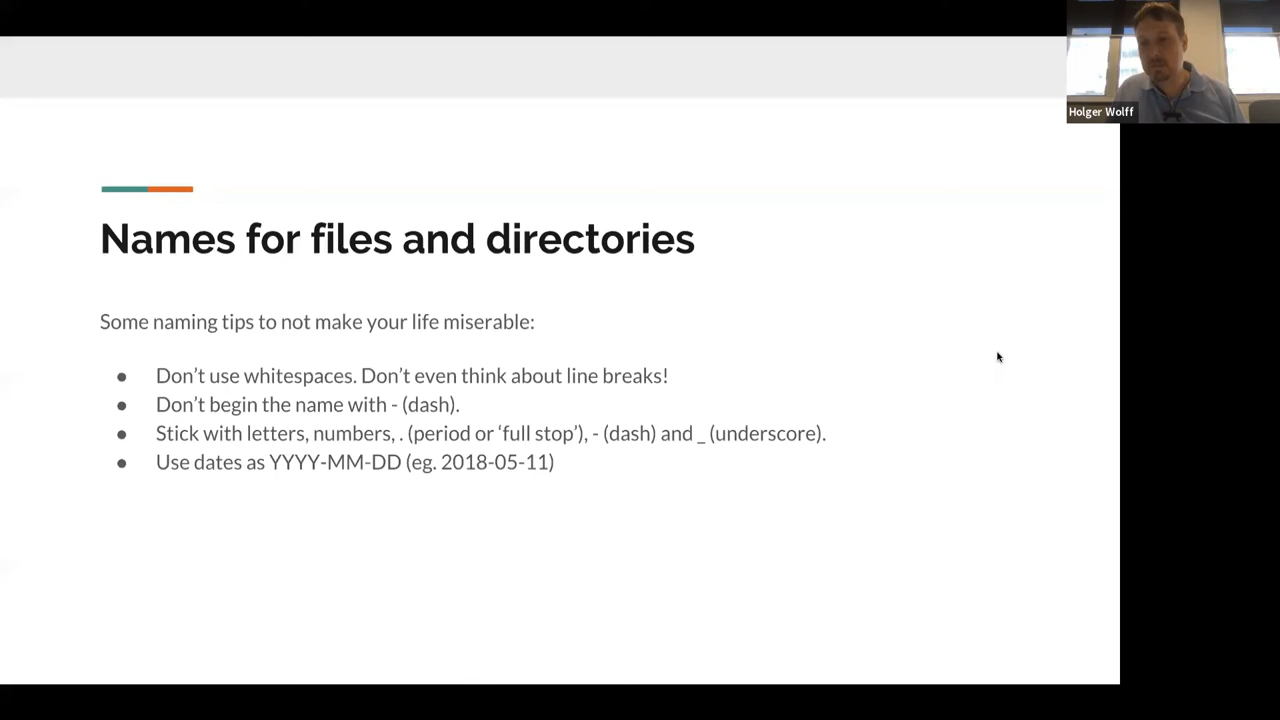 Holger Wolff
Names for files and directories
Some naming tips to not make your life miserable:
● Don’t use whitespaces. Don’t even think about line breaks!
● Don’t begin the name with - (dash).
● Stick with letters, numbers, . (period or ‘full stop’), - (dash) and _ (underscore).
● Use dates as YYYY-MM-DD (eg. 2018-05-11)